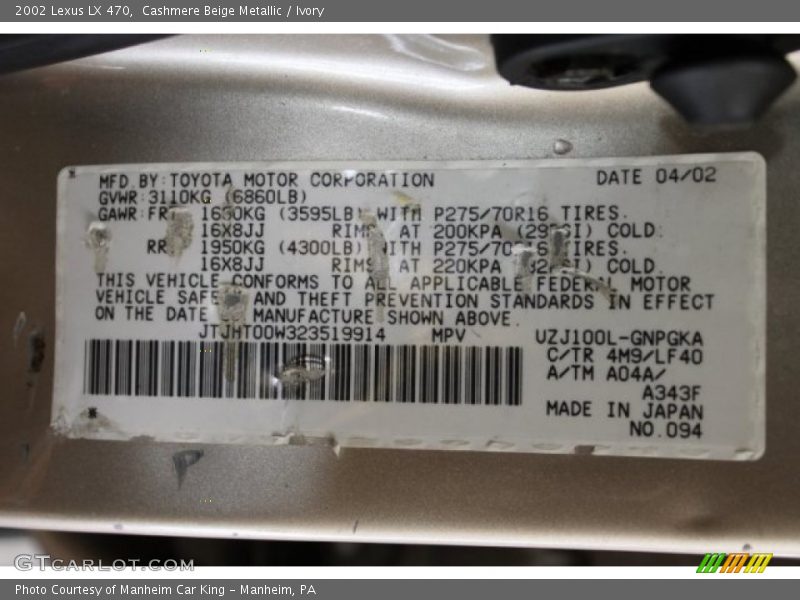 2002 Lexus LX 470, Cashmere Beige Metallic / Ivory
MFD.BY:TOYOTA MOTOR CORPORATION DATE 04/02
GVWR:3110KG (6860LB)
GAWR:FR 1630KG (3595LB) WITH P275/70R16 TIRES.
16X8JJ RIMS AT 200KPA COLD.
RR 1950KG (4300LB) WITH TIRES.
16X8JJ RIMS AT 220KPA COLD.
THIS VEHICLE CONFORMS TO ALL APPLICABLE FEDERAL MOTOR
VEHICLE AND THEFT PREVENTION STANDARDS IN EFFECT
ON THE DATE MANUFACTURE SHOWN ABOVE.
JTJHT00W323519914 MPV UZJ100L-GNPGKA
C/TR 4M9/LF40
A/TM A04A/
A343F
MADE IN JAPAN
NO.094
GTCARLOT.COM
Photo Courtesy of Manheim Car King - Manheim, PA